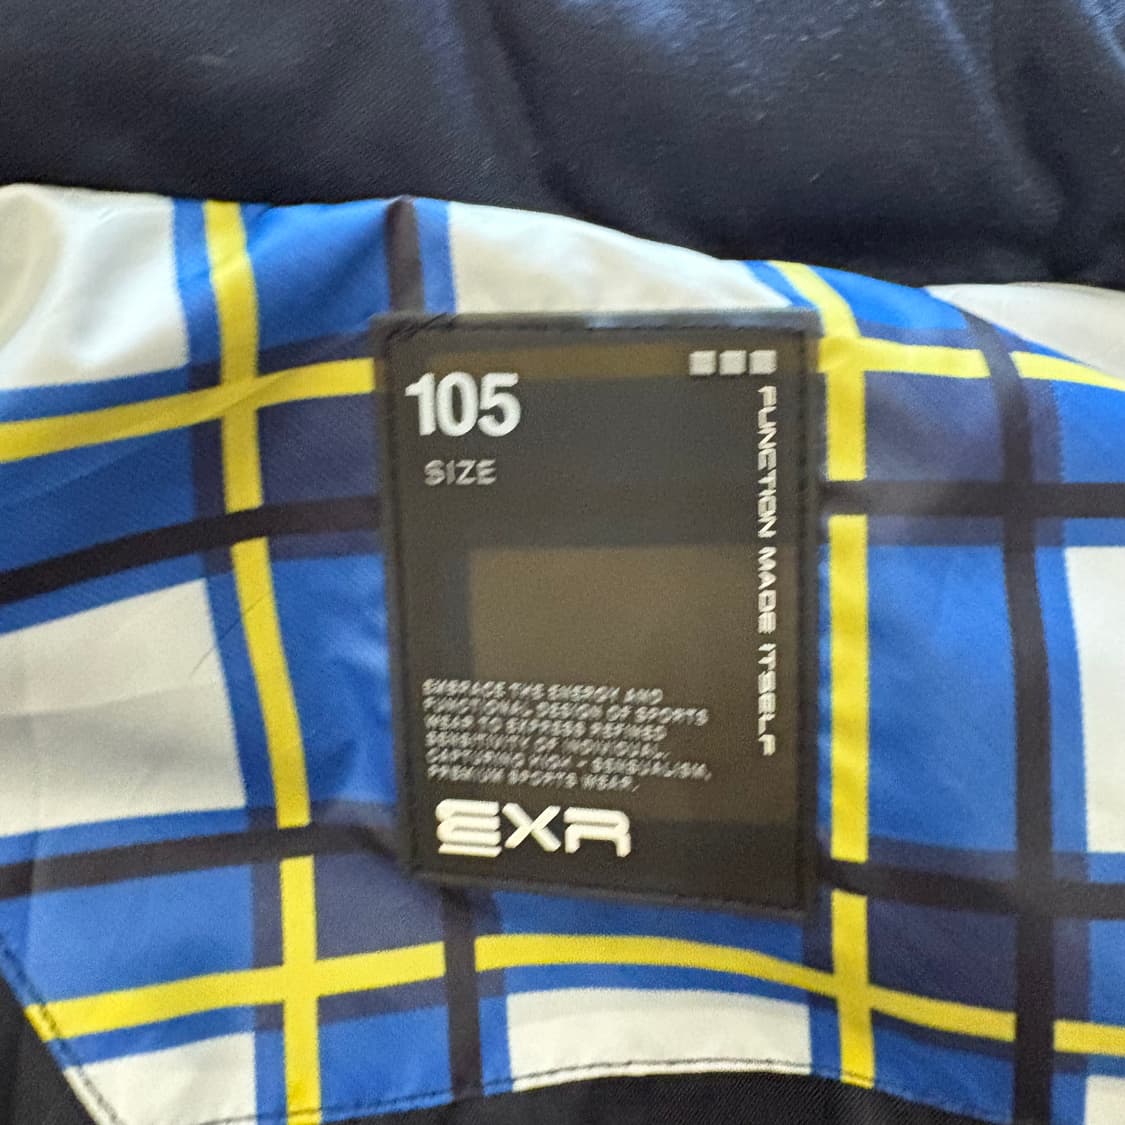 105
SIZE
FUNCTION MADE ITSELF
EMBRACE THE ENERGY AND
FUNCTIONAL DESIGN OF SPORTS
WEAR TO EXPRESS REFINED
SENSITIVITY OF INDIVIDUAL,
CAPTURING HIGH - SENSUALISM,
PREMIUM SPORTS WEAR.
EXR